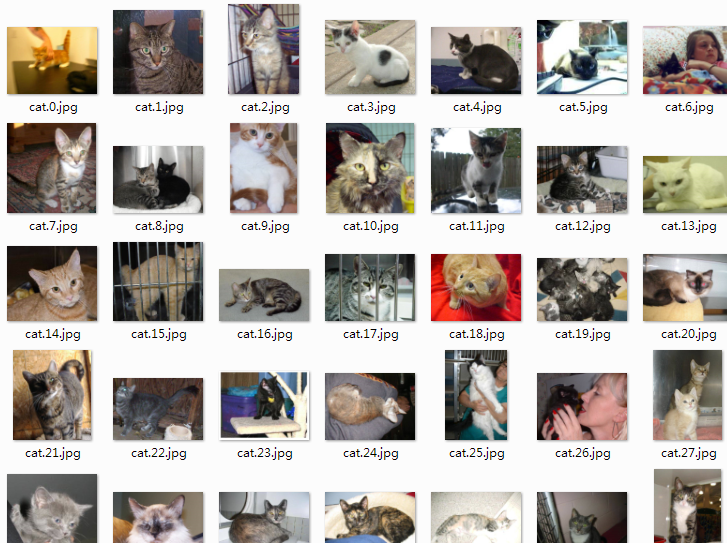 cat.0.jpg cat.1.jpg cat.2.jpg cat.3.jpg cat.4.jpg cat.5.jpg cat.6.jpg
cat.7.jpg cat.8.jpg cat.9.jpg cat.10.jpg cat.11.jpg cat.12.jpg cat.13.jpg
cat.14.jpg cat.15.jpg cat.16.jpg cat.17.jpg cat.18.jpg cat.19.jpg cat.20.jpg
cat.21.jpg cat.22.jpg cat.23.jpg cat.24.jpg cat.25.jpg cat.26.jpg cat.27.jpg